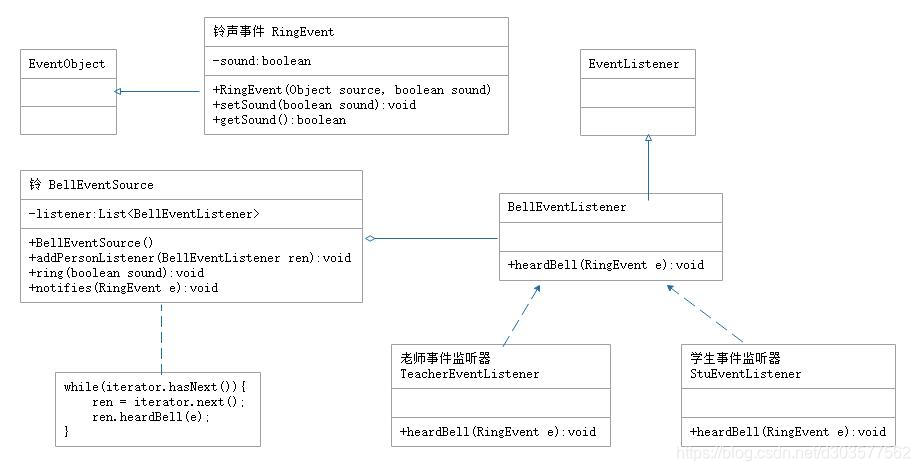 EventObject
铃声事件 RingEvent
-sound:boolean
+RingEvent(Object source, boolean sound)
+setSound(boolean sound):void
+getSound():boolean
EventListener
铃 BellEventSource
-listener:List<BellEventListener>
+BellEventSource()
+addPersonListener(BellEventListener ren):void
+ring(boolean sound):void
+notifies(RingEvent e):void
BellEventListener
+heardBell(RingEvent e):void
while(iterator.hasNext()){
ren = iterator.next();
ren.heardBell(e);
}
老师事件监听器
TeacherEventListener
+heardBell(RingEvent e):void
学生事件监听器
StuEventListener
+heardBell(RingEvent e):void
https://blog.csdn.net/d303577562